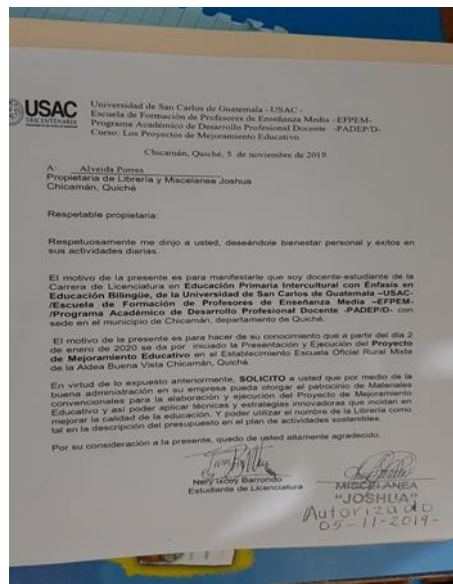 USAC
TRICENTENARIA
Universidad de San Carlos de Guatemala -USAC -
Escuela de Formación de Profesores de Enseñanza Media -EFPEM-
Programa Académico de Desarrollo Profesional Docente -PADEP/D-
Curso: Los Proyectos de Mejoramiento Educativo.
Chicamán, Quiché, 5 de noviembre de 2019.
A: Alveida Porres
Propietaria de Librería y Miscelanea Joshua
Chicamán, Quiché
Respetable propietaria:
Respetuosamente me dirijo a usted, deseándole bienestar personal y éxitos en
sus actividades diarias.
El motivo de la presente es para manifestarle que soy docente-estudiante de la
Carrera de Licenciatura en Educación Primaria Intercultural con Énfasis en
Educación Bilingüe, de la Universidad de San Carlos de Guatemala –USAC-
/Escuela de Formación de Profesores de Enseñanza Media –EFPEM-
/Programa Académico de Desarrollo Profesional Docente -PADEP/D- con
sede en el municipio de Chicamán, departamento de Quiché.
El motivo de la presente es para hacer de su conocimiento que a partir del día 2
de enero de 2020 se da por iniciado la Presentación y Ejecución del Proyecto
de Mejoramiento Educativo en el Establecimiento Escuela Oficial Rural Mixta
de la Aldea Buena Vista Chicamán, Quiché.
En virtud de lo expuesto anteriormente, SOLICITO a usted que por medio de la
buena administración en su empresa pueda otorgar el patrocinio de Materiales
convencionales para la elaboración y ejecución del Proyecto de Mejoramiento
Educativo y así poder aplicar técnicas y estrategias innovadoras que incidan en
mejorar la calidad de la educación. Y poder utilizar el nombre de la Librería como
tal en la descripción del presupuesto en el plan de actividades sostenibles.
Por su consideración a la presente, quedo de usted altamente agradecido.
Nery Barrondo
Estudiante de Licenciatura
MISCELANEA
"JOSHUA"
Autorizado
05-11-2019-